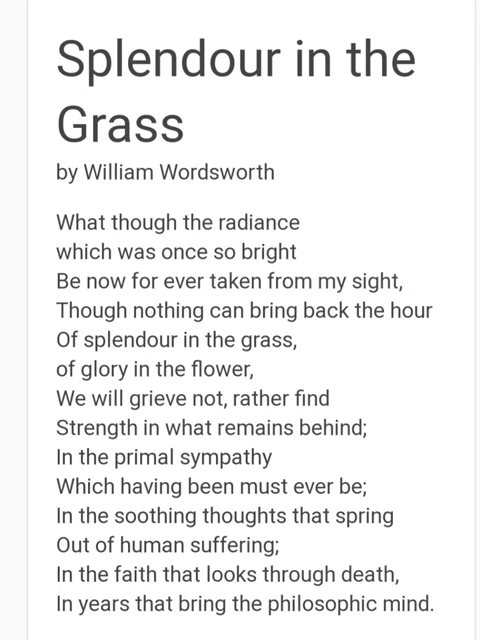 Splendour in the
Grass
by William Wordsworth
What though the radiance
which was once so bright
Be now for ever taken from my sight,
Though nothing can bring back the hour
Of splendour in the grass,
of glory in the flower,
We will grieve not, rather find
Strength in what remains behind;
In the primal sympathy
Which having been must ever be;
In the soothing thoughts that spring
Out of human suffering;
In the faith that looks through death,
In years that bring the philosophic mind.